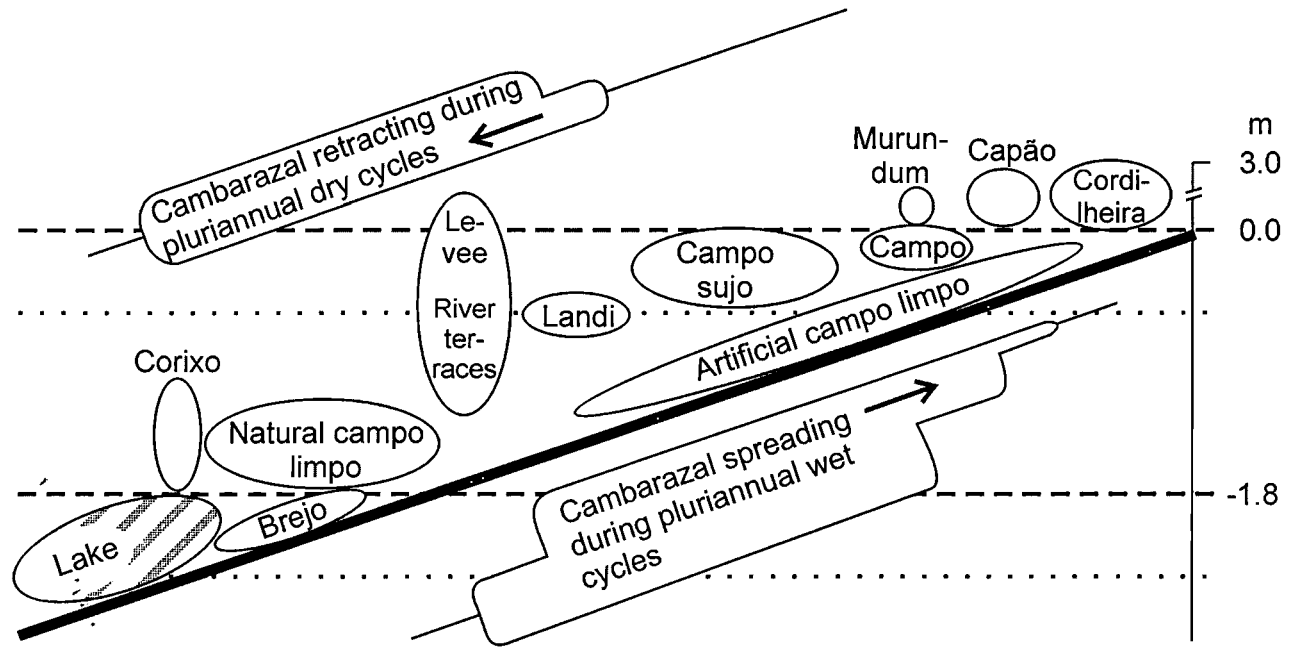 Cambarazal retracting during
pluriannual dry cycles
m
3.0
0.0
-1.8
Murun-
dum
Capão
Cordi-
lheira
Le-
vee
River
ter-
races
Campo
sujo
Campo
Landi
Artificial campo limpo
Corixo
Natural campo
limpo
Lake
Brejo
Cambarazal spreading
during pluriannual wet
cycles